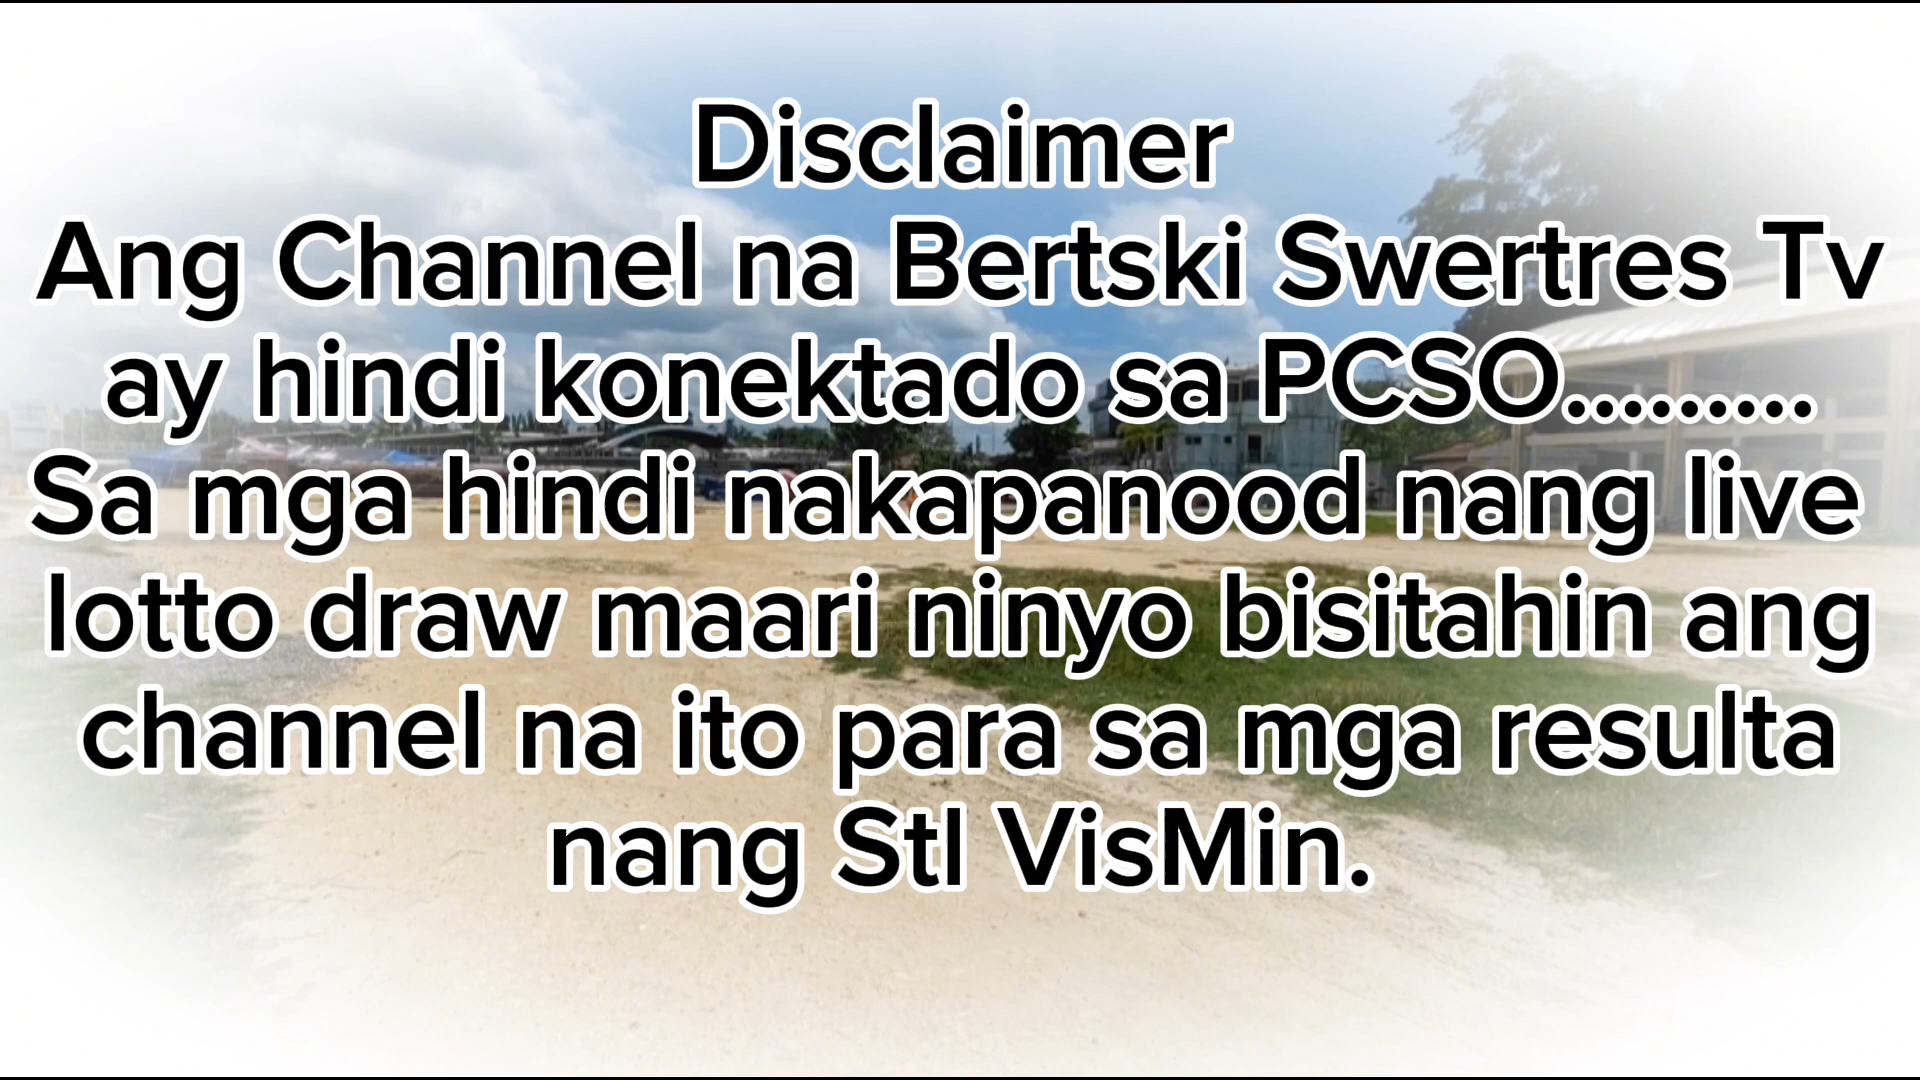 Disclaimer
Ang Channel na Bertski Swertres Tv
ay hindi konektado sa PCSO.........
Sa mga hindi nakapanood nang live
lotto draw maari ninyo bisitahin ang
channel na ito para sa mga resulta
nang Stl VisMin.